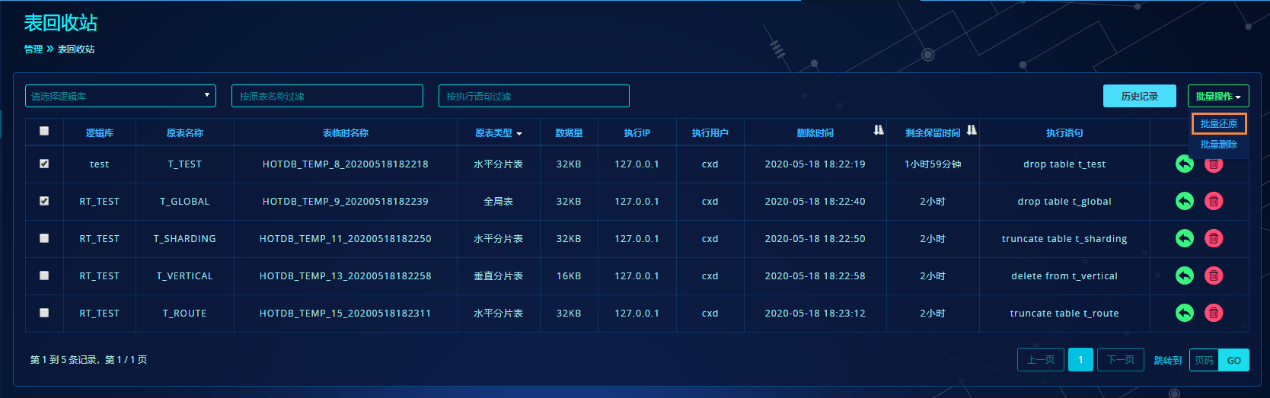 表回收站
管理 » 表回收站
请选择逻辑库 按原表名称过滤 按执行语句过滤 历史记录 批量操作
批量还原
批量删除
逻辑库 原表名称 表临时名称 原表类型 数据量 执行IP 执行用户 删除时间 剩余保留时间 执行语句
test T_TEST HOTDB_TEMP_8_20200518182218 水平分片表 32KB 127.0.0.1 cxd 2020-05-18 18:22:19 1小时59分钟 drop table t_test
RT_TEST T_GLOBAL HOTDB_TEMP_9_20200518182239 全局表 32KB 127.0.0.1 cxd 2020-05-18 18:22:40 2小时 drop table t_global
RT_TEST T_SHARDING HOTDB_TEMP_11_20200518182250 水平分片表 32KB 127.0.0.1 cxd 2020-05-18 18:22:50 2小时 truncate table t_sharding
RT_TEST T_VERTICAL HOTDB_TEMP_13_20200518182258 垂直分片表 16KB 127.0.0.1 cxd 2020-05-18 18:22:58 2小时 delete from t_vertical
RT_TEST T_ROUTE HOTDB_TEMP_15_20200518182311 水平分片表 32KB 127.0.0.1 cxd 2020-05-18 18:23:12 2小时 truncate table t_route
第 1 到 5 条记录，第 1 / 1 页 上一页 1 下一页 跳转到 页码 GO